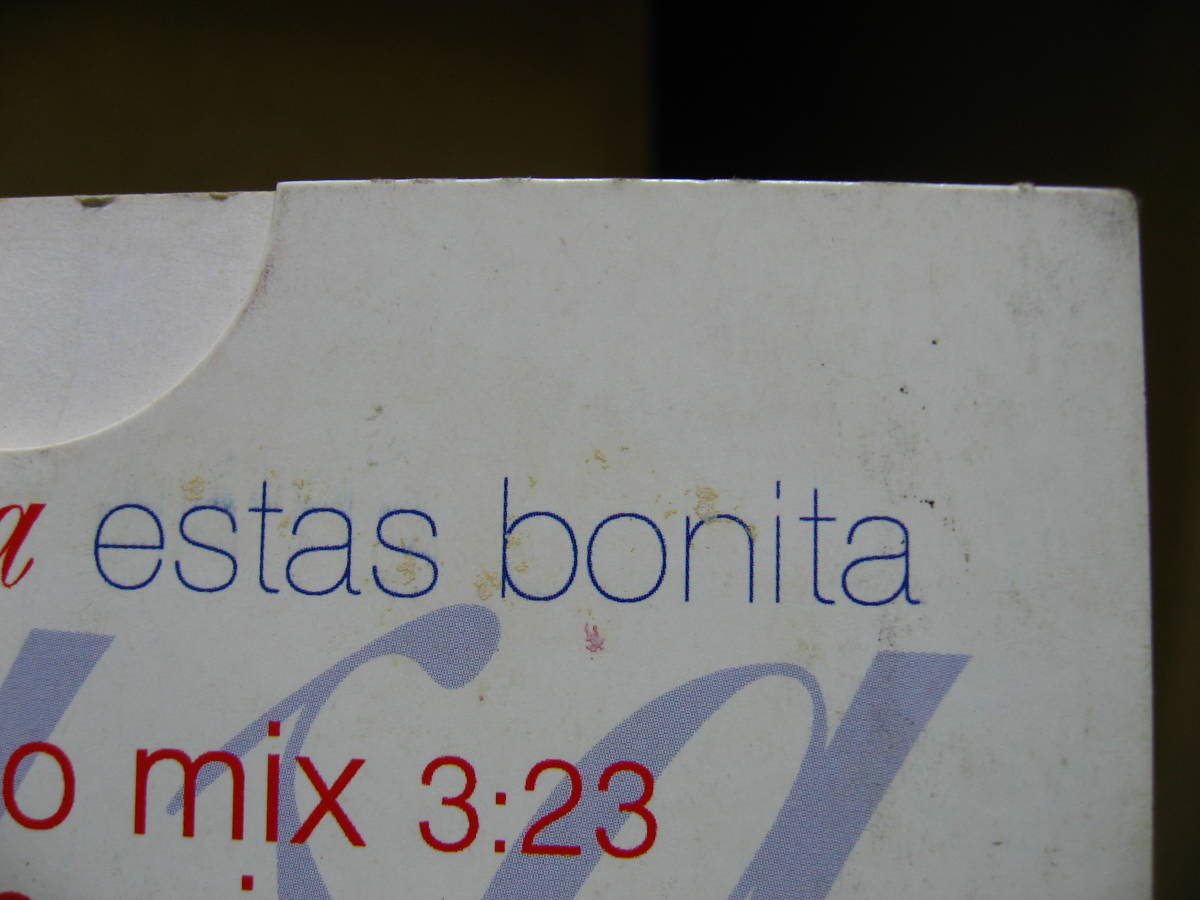 a estas bonita
o mix 3:23